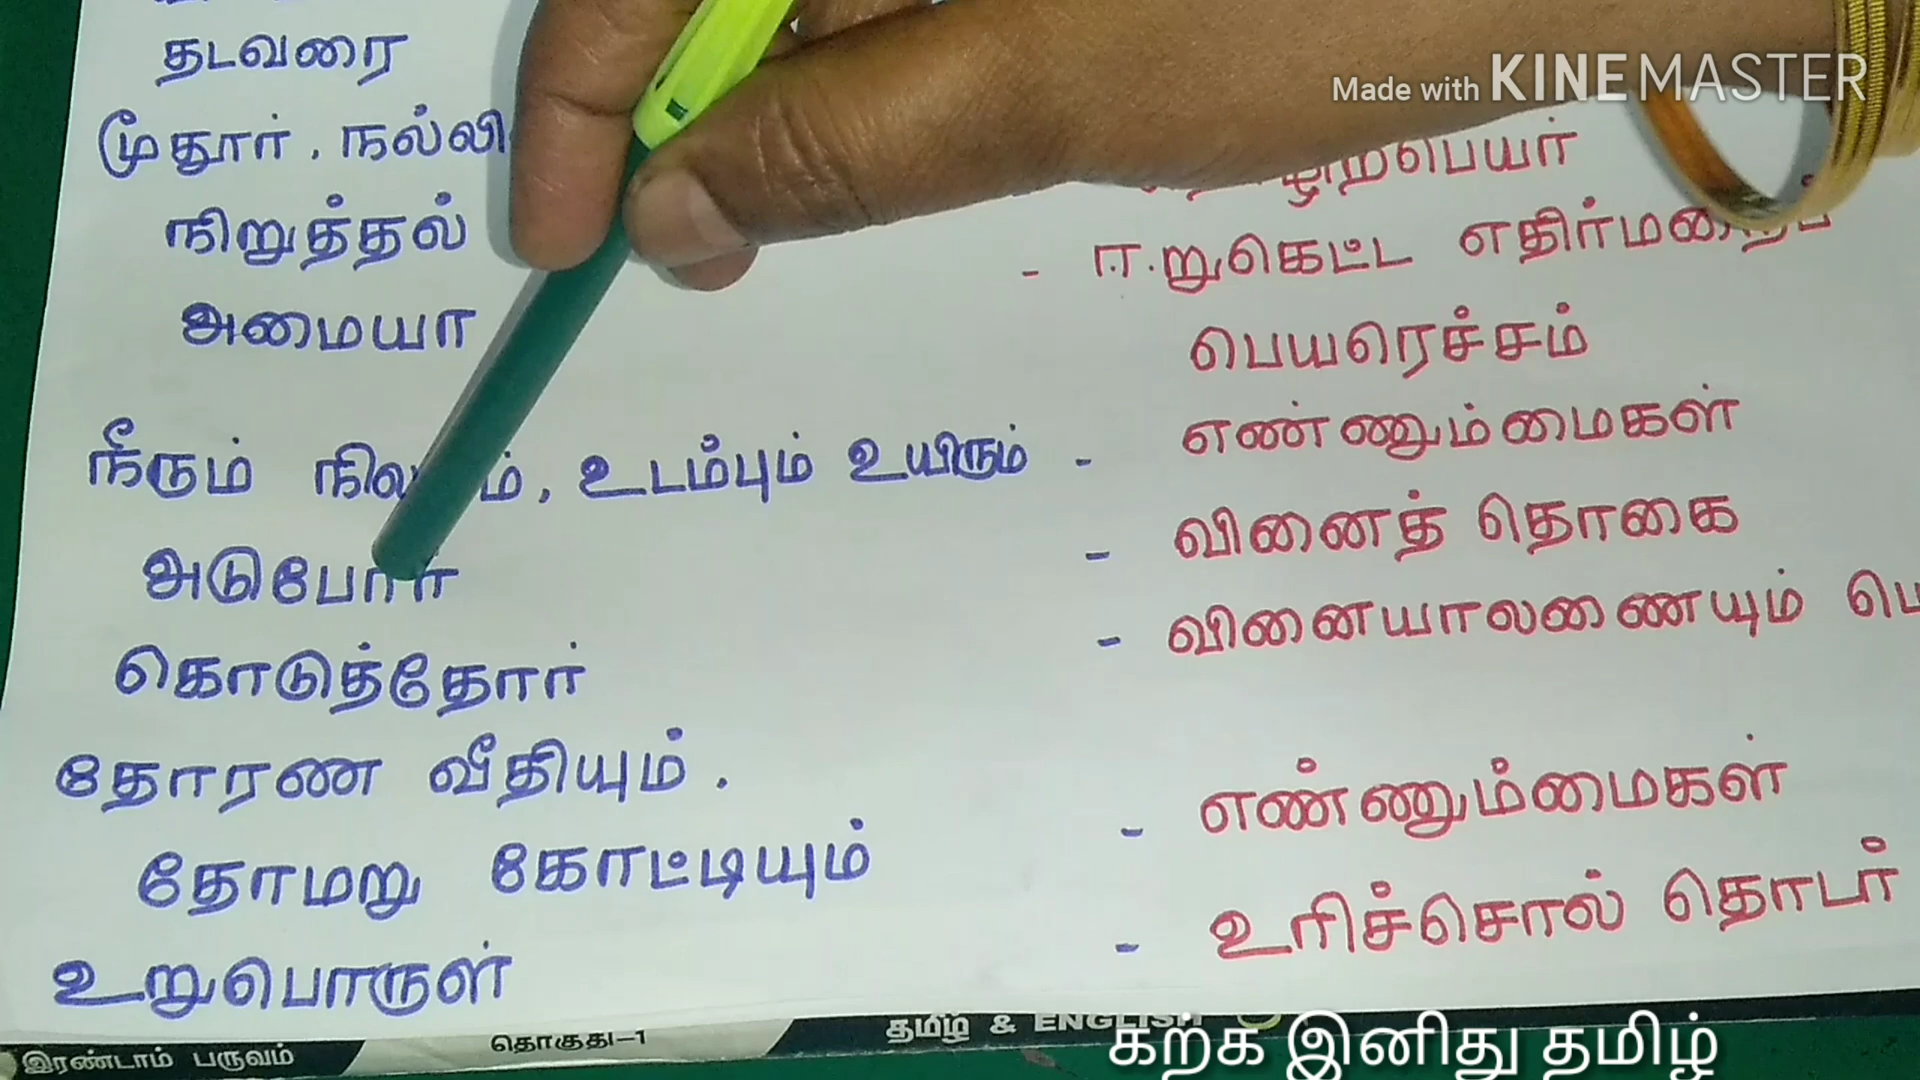 தடவரை
Made with KINEMASTER
மூதூர், நல்லி
நிறுத்தல்
- ஈறுகெட்ட எதிர்மறைப்
அமையா
பெயரெச்சம்
நீரும் நிலமும், உடம்பும் உயிரும் - எண்ணும்மைகள்
அடுபோர் - வினைத் தொகை
கொடுத்தோர் - வினையாலணையும் பெ
தோரண வீதியும்.
தோமறு கோட்டியும் - எண்ணும்மைகள்
உறுபொருள் - உரிச்சொல் தொடர்
இரண்டாம் பருவம் தொகுதி-1 தமிழ் & ENGLISH
கற்க இனிது தமிழ்